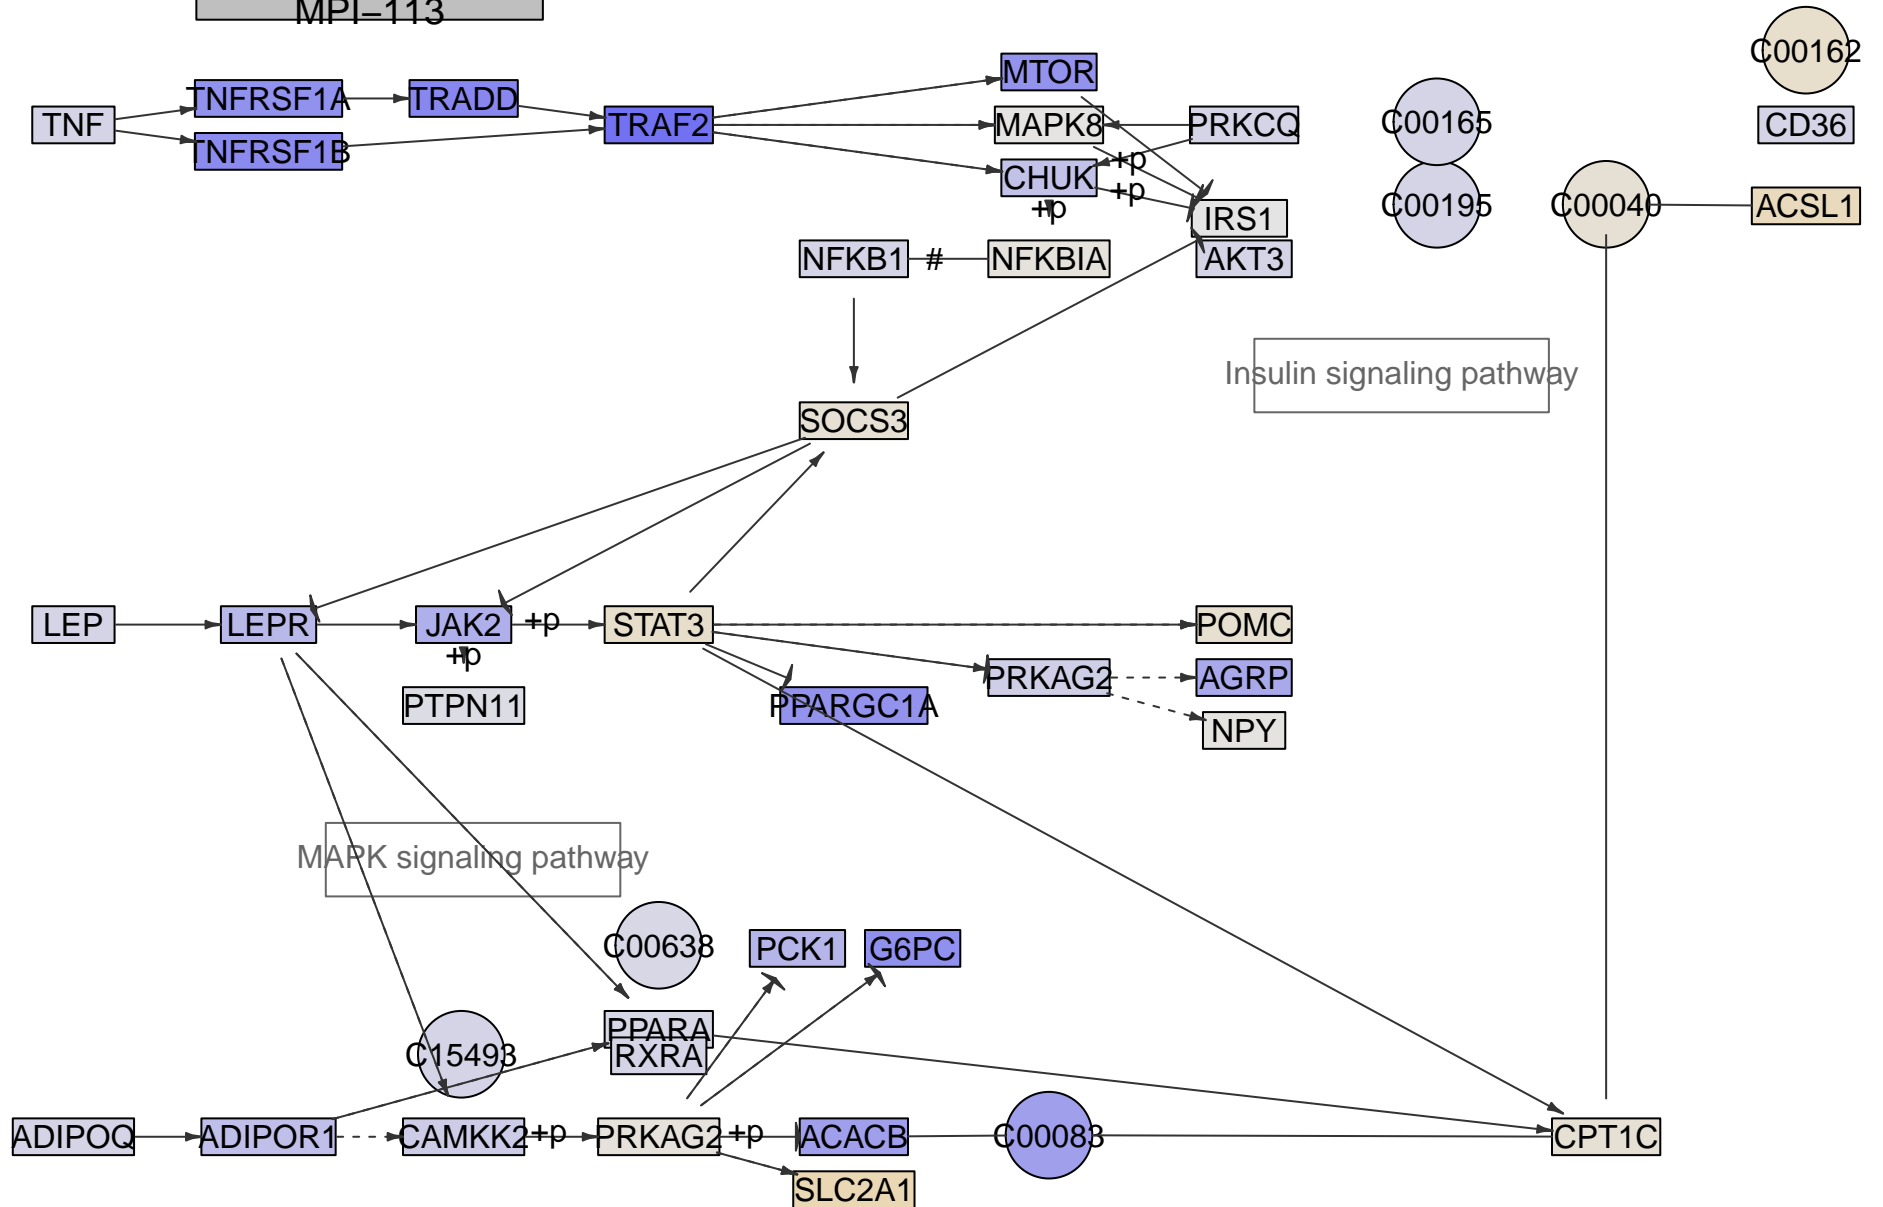 MPI–113
C00162
MTOR
TNFRSF1A
TRADD
TNF
TRAF2
MAPK8
PRKCQ
C00165
CD36
TNFRSF1B
+p
CHUK
+p
+p
IRS1
C00195
C00040
ACSL1
NFKB1
#
NFKBIA
AKT3
Insulin signaling pathway
SOCS3
LEP
LEPR
JAK2
+p
STAT3
POMC
+p
PRKAG2
AGRP
PTPN11
PPARGC1A
NPY
MAPK signaling pathway
C00638
PCK1
G6PC
PPARA
C15493
RXRA
ADIPOQ
ADIPOR1
CAMKK2
+p
PRKAG2
+p
ACACB
C00083
CPT1C
SLC2A1